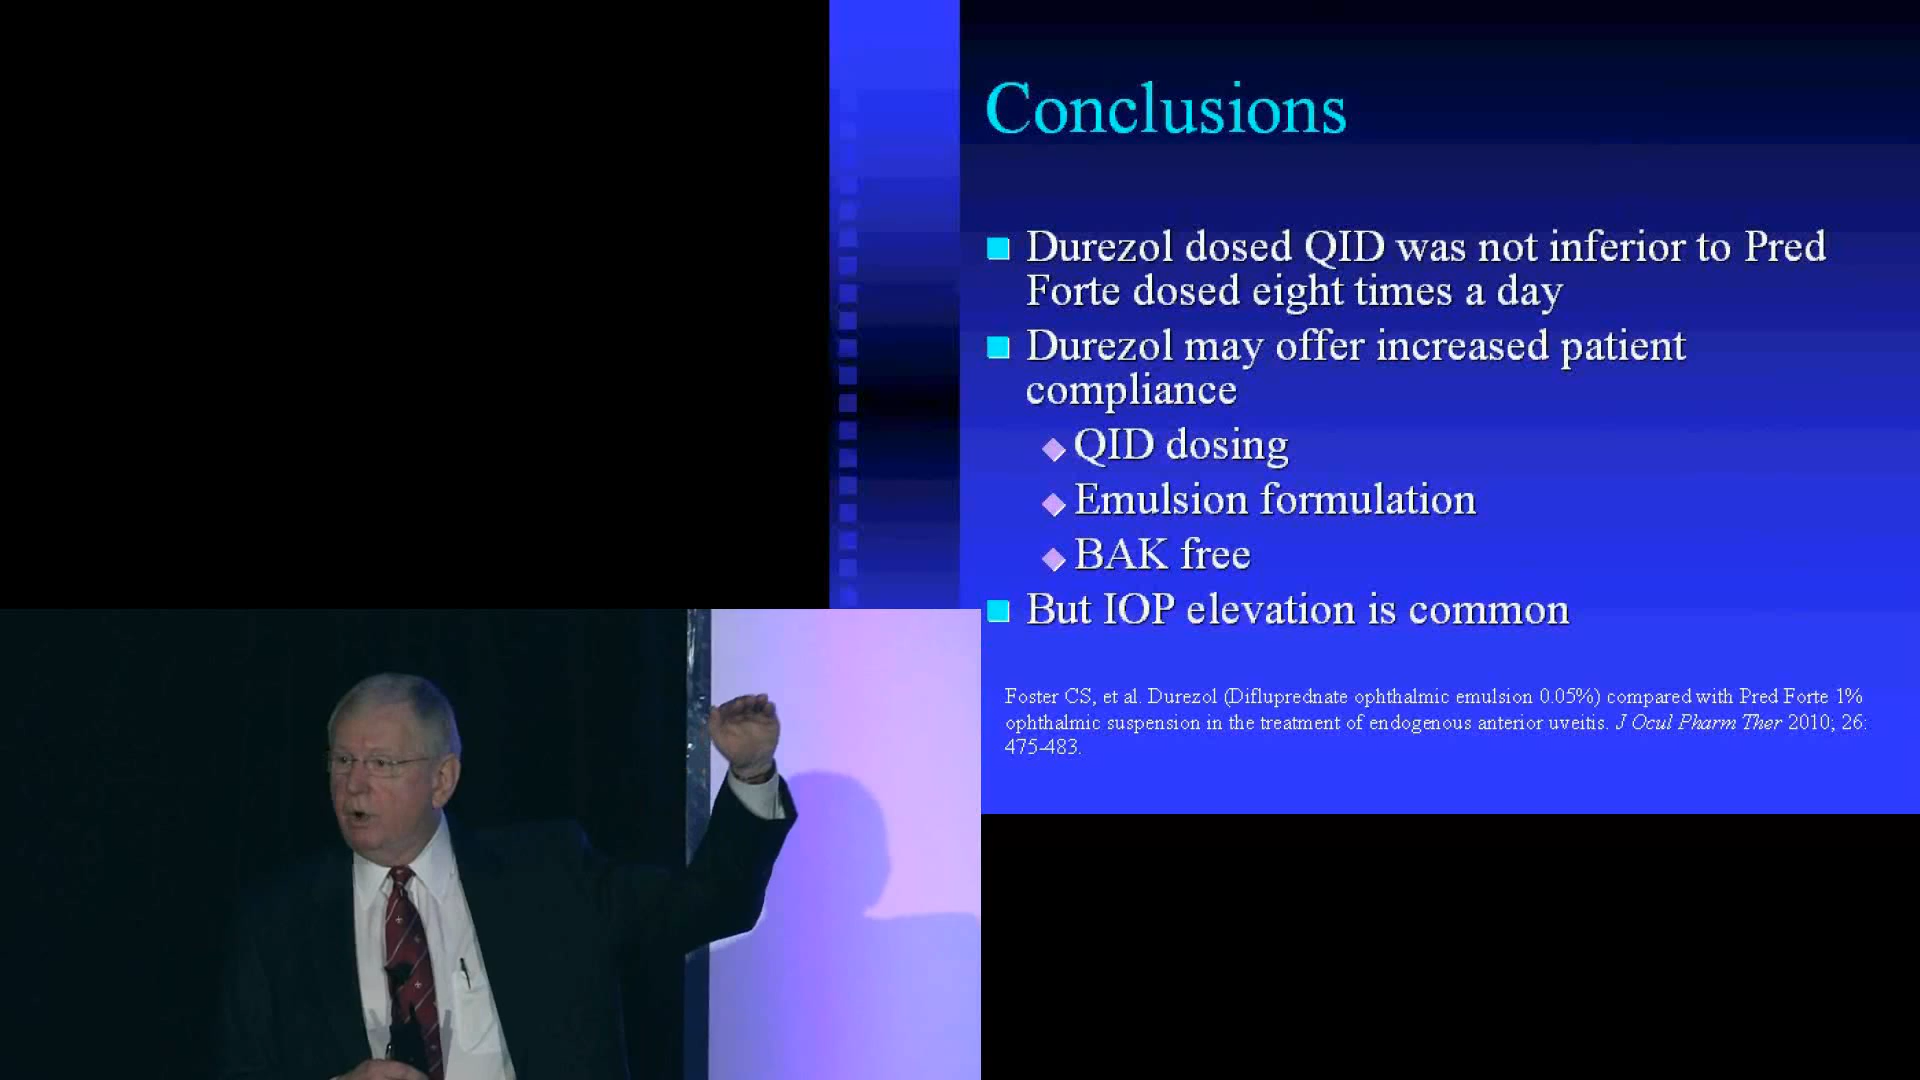 Conclusions
Durezol dosed QID was not inferior to Pred
Forte dosed eight times a day
Durezol may offer increased patient
compliance
QID dosing
Emulsion formulation
BAK free
But IOP elevation is common
Foster CS, et al. Durezol (Difluprednate ophthalmic emulsion 0.05%) compared with Pred Forte 1%
ophthalmic suspension in the treatment of endogenous anterior uveitis. J Ocul Pharm Ther 2010; 26:
475-483.